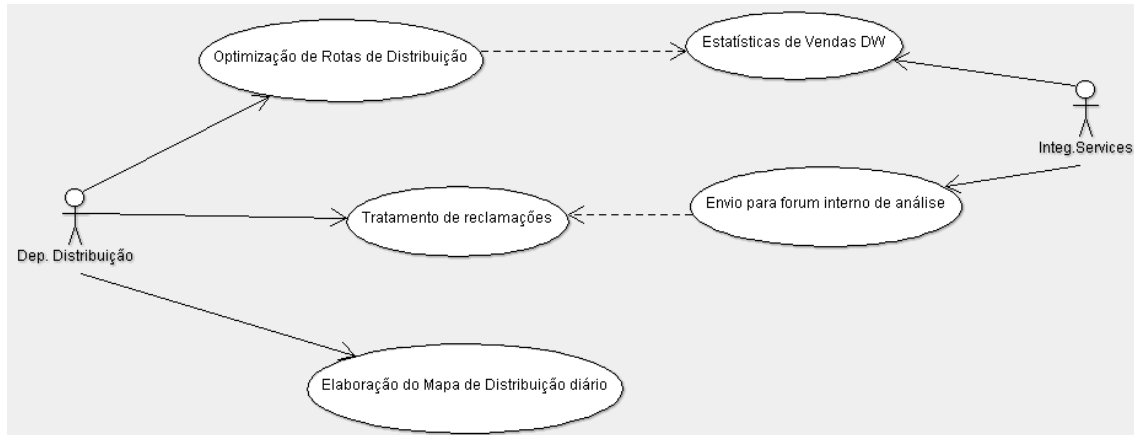 Optimização de Rotas de Distribuição
Estatísticas de Vendas DW
Integ.Services
Tratamento de reclamações
Envio para forum interno de análise
Dep. Distribuição
Elaboração do Mapa de Distribuição diário